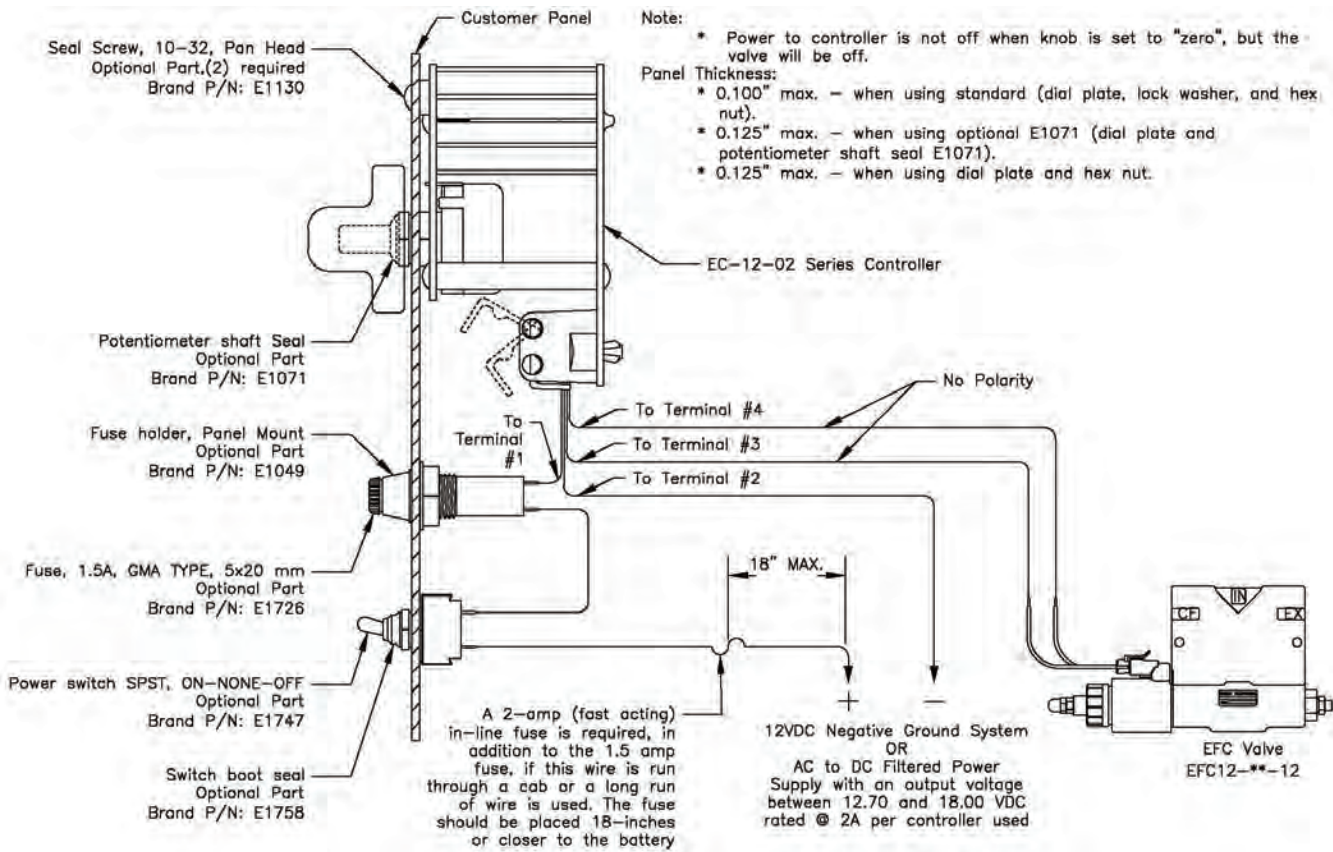 Customer Panel
Seal Screw, 10-32, Pan Head
Optional Part.(2) required
Brand P/N: E1130
Note:
* Power to controller is not off when knob is set to "zero", but the
valve will be off.
Panel Thickness:
* 0.100" max. - when using standard (dial plate, lock washer, and hex
nut).
* 0.125" max. - when using optional E1071 (dial plate and
potentiometer shaft seal E1071).
* 0.125" max. - when using dial plate and hex nut.
EC-12-02 Series Controller
Potentiometer shaft Seal
Optional Part
Brand P/N: E1071
No Polarity
To Terminal #4
To
Terminal
#1
To Terminal #3
To Terminal #2
Fuse holder, Panel Mount
Optional Part
Brand P/N: E1049
Fuse, 1.5A, GMA TYPE, 5x20 mm
Optional Part
Brand P/N: E1726
18" MAX.
IN
CF
EX
Power switch SPST, ON-NONE-OFF
Optional Part
Brand P/N: E1747
Switch boot seal
Optional Part
Brand P/N: E1758
A 2-amp (fast acting)
in-line fuse is required, in
addition to the 1.5 amp
fuse, if this wire is run
through a cab or a long run
of wire is used. The fuse
should be placed 18-inches
or closer to the battery
+ -
12VDC Negative Ground System
OR
AC to DC Filtered Power
Supply with an output voltage
between 12.70 and 18.00 VDC
rated @ 2A per controller used
EFC Valve
EFC12-**-12